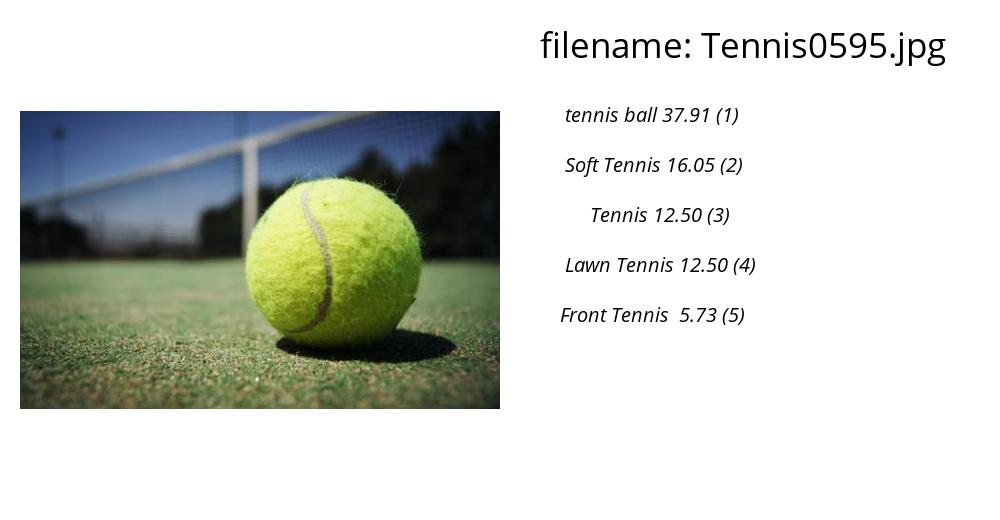 filename: Tennis0595.jpg
tennis ball 37.91 (1)
Soft Tennis 16.05 (2)
Tennis 12.50 (3)
Lawn Tennis 12.50 (4)
Front Tennis 5.73 (5)